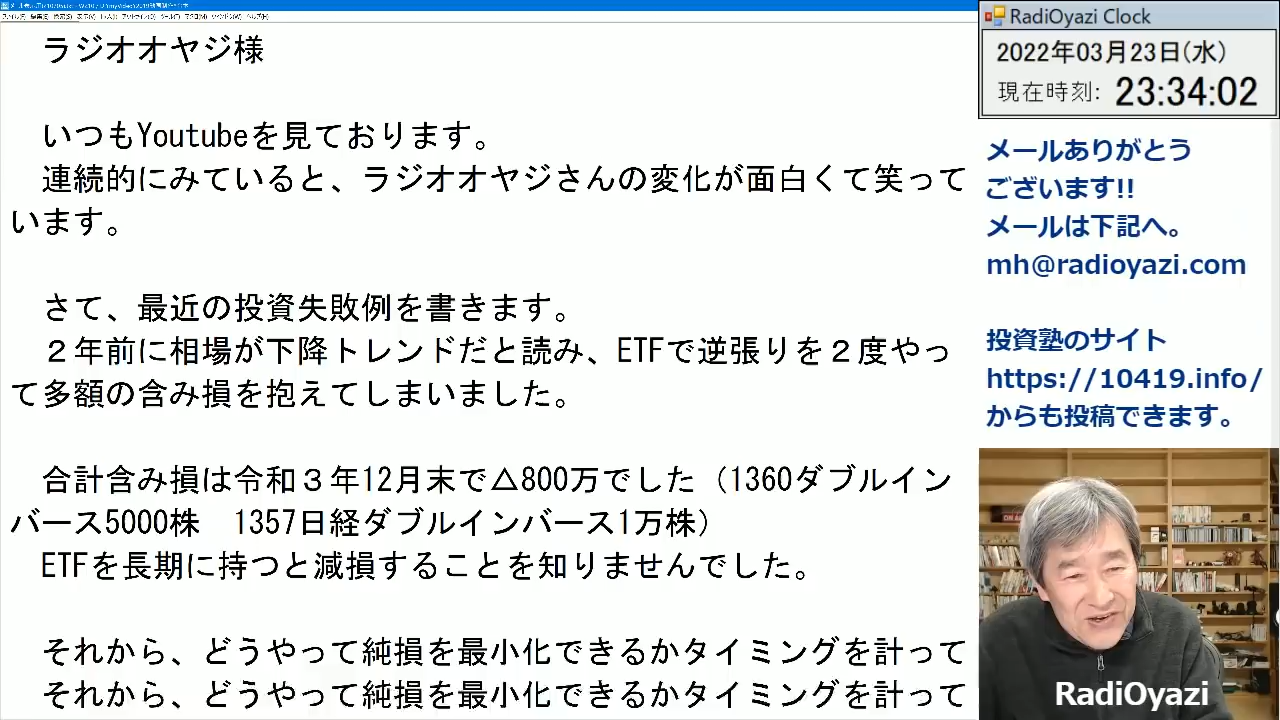 ラジオオヤジ様
いつもYoutubeを見ております。
連続的にみていると、ラジオオヤジさんの変化が面白くて笑って
います。
さて、最近の投資失敗例を書きます。
２年前に相場が下降トレンドだと読み、ETFで逆張りを２度やっ
て多額の含み損を抱えてしまいました。
合計含み損は令和３年12月末で△800万でした（1360ダブルイン
バース5000株　1357日経ダブルインバース1万株）
ETFを長期に持つと減損することを知りませんでした。
それから、どうやって純損を最小化できるかタイミングを計って
それから、どうやって純損を最小化できるかタイミングを計って
RadiOyazi Clock
2022年03月23日(水)
現在時刻: 23:34:02
メールありがとう
ございます!!
メールは下記へ。
mh@radioyazi.com
投資塾のサイト
https://10419.info/
からも投稿できます。
RadiOyazi